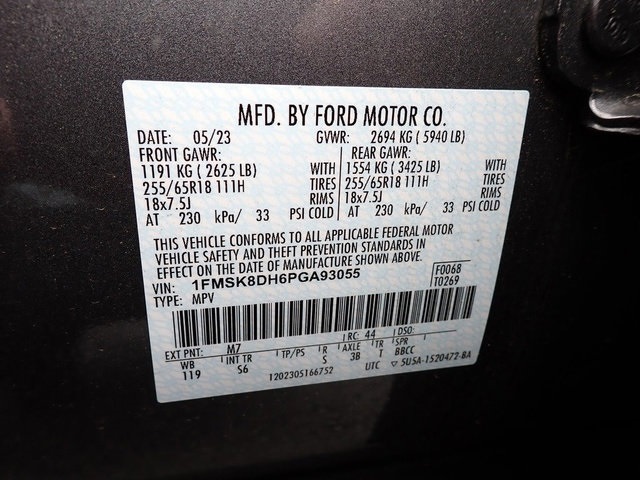 MFD. BY FORD MOTOR CO.
DATE: 05/23 GVWR: 2694 KG ( 5940 LB)
FRONT GAWR: REAR GAWR:
1191 KG ( 2625 LB) WITH 1554 KG ( 3425 LB) WITH
255/65R18 111H TIRES 255/65R18 111H TIRES
18x7.5J RIMS 18x7.5J RIMS
AT 230 kPa/ 33 PSI COLD AT 230 kPa/ 33 PSI COLD
THIS VEHICLE CONFORMS TO ALL APPLICABLE FEDERAL MOTOR
VEHICLE SAFETY AND THEFT PREVENTION STANDARDS IN
EFFECT ON THE DATE OF MANUFACTURE SHOWN ABOVE.
VIN: 1FMSK8DH6PGA93055 F0068
TYPE: MPV T0269
EXT PNT: M7 RC: 44 DSO:
WB INT TR TP/PS R AXLE TR SPR
119 S6 S 3B T BBCC
1202305166752 UTC ▽ 5U5A-1520472-BA